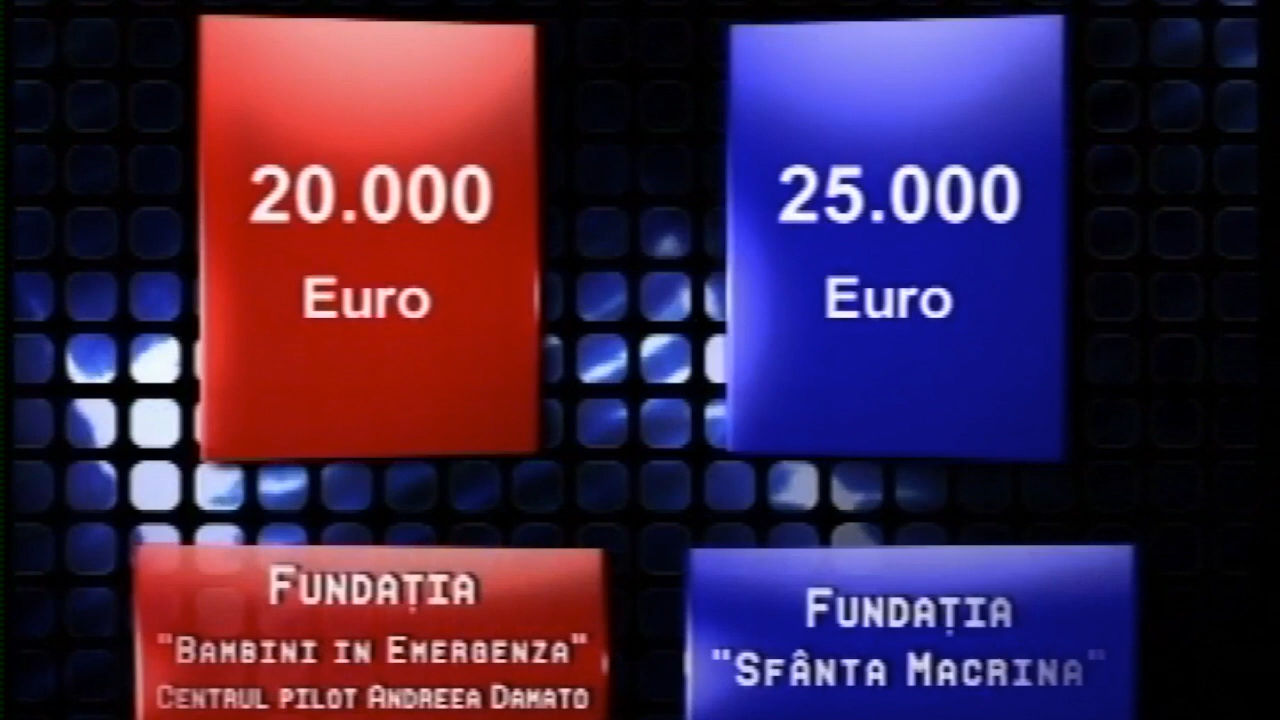 20.000
Euro
25.000
Euro
FUNDAȚIA
"BAMBINI IN EMERGENZA"
CENTRUL PILOT ANDREEA DAMATO
FUNDAȚIA
"SFÂNTA MACRINA"